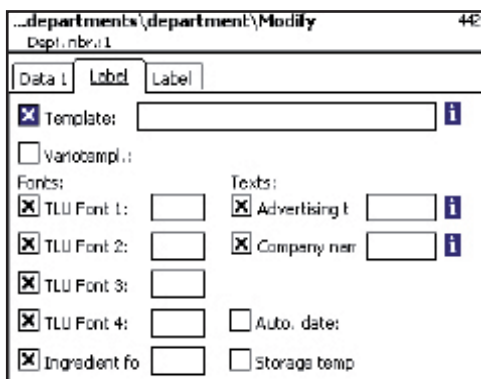 ...departments\department\Modify 442
Dept. nbr.:1
Data 1 Label Label
Template: i
Variotempl.:
Fonts: Texts:
TLU Font 1: Advertising t i
TLU Font 2: Company nam i
TLU Font 3:
TLU Font 4: Auto. date:
Ingredient fo Storage temp